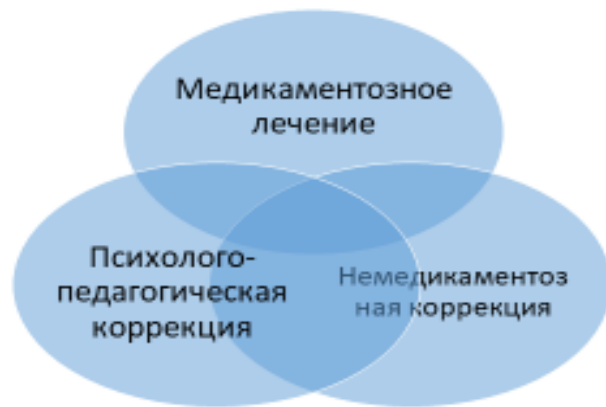 Медикаментозное
лечение
Психолого-
педагогическая
коррекция
Немедикаментоз
ная коррекция